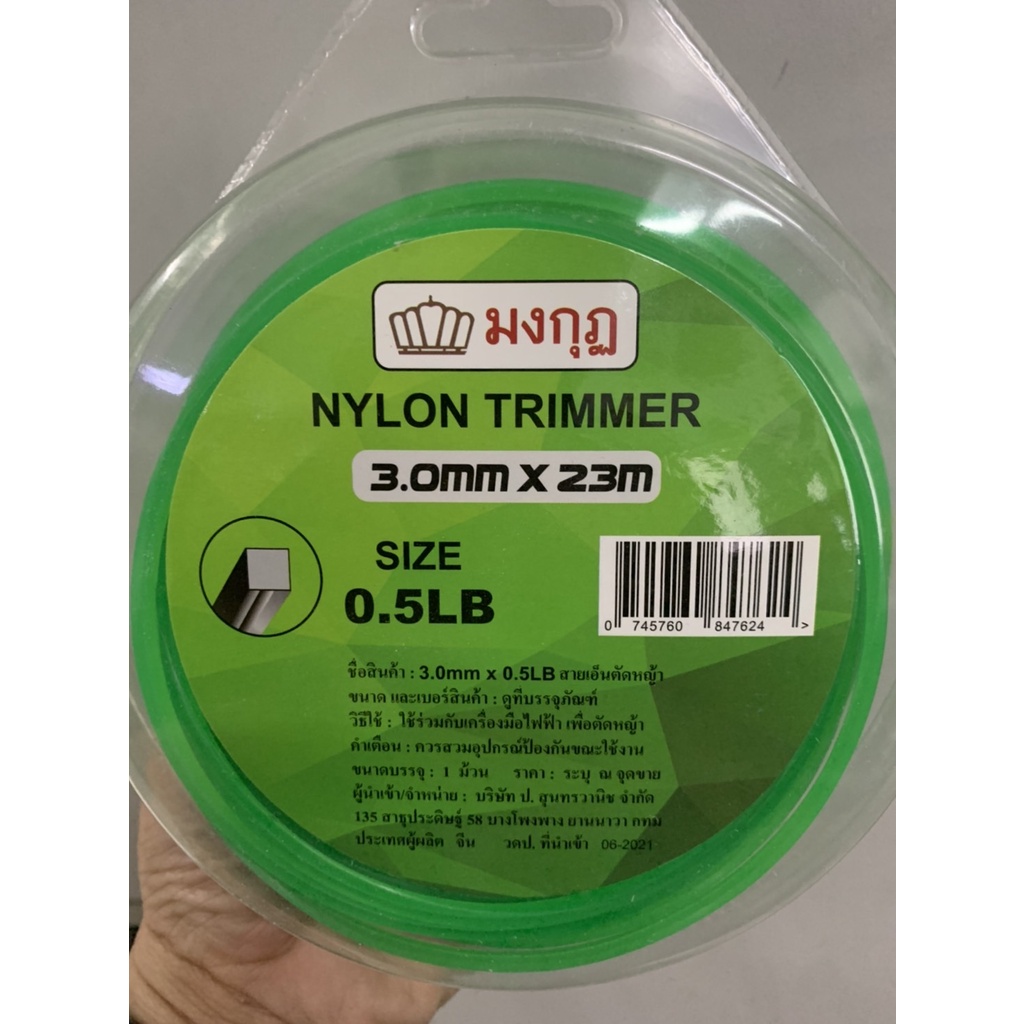 มงกุฎ
NYLON TRIMMER
3.0mm X 23m
SIZE
0.5LB
0 745760 847624 >
ชื่อสินค้า : 3.0mm x 0.5LB สายเอ็นตัดหญ้า
ขนาด และเบอร์สินค้า : ดูที่บรรจุภัณฑ์
วิธีใช้ : ใช้ร่วมกับเครื่องมือไฟฟ้า เพื่อตัดหญ้า
คำเตือน : ควรสวมอุปกรณ์ป้องกันขณะใช้งาน
ขนาดบรรจุ : 1 ม้วน ราคา : ระบุ ณ จุดขาย
ผู้นำเข้า/จำหน่าย : บริษัท ป. สุนทรวานิช จำกัด
135 สาธุประดิษฐ์ 58 บางโพงพาง ยานนาวา กทม
ประเทศผู้ผลิต จีน วดป. ที่นำเข้า 06-2021